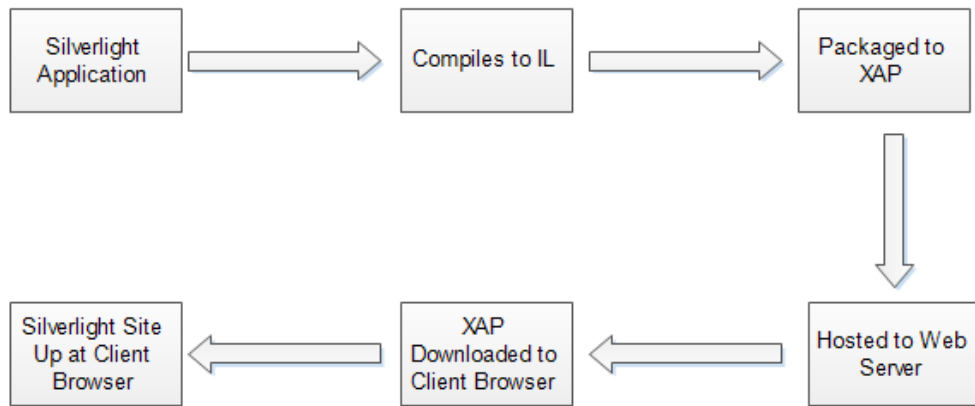 Silverlight
Application
Compiles to IL
Packaged to
XAP
Hosted to Web
Server
XAP
Downloaded to
Client Browser
Silverlight Site
Up at Client
Browser